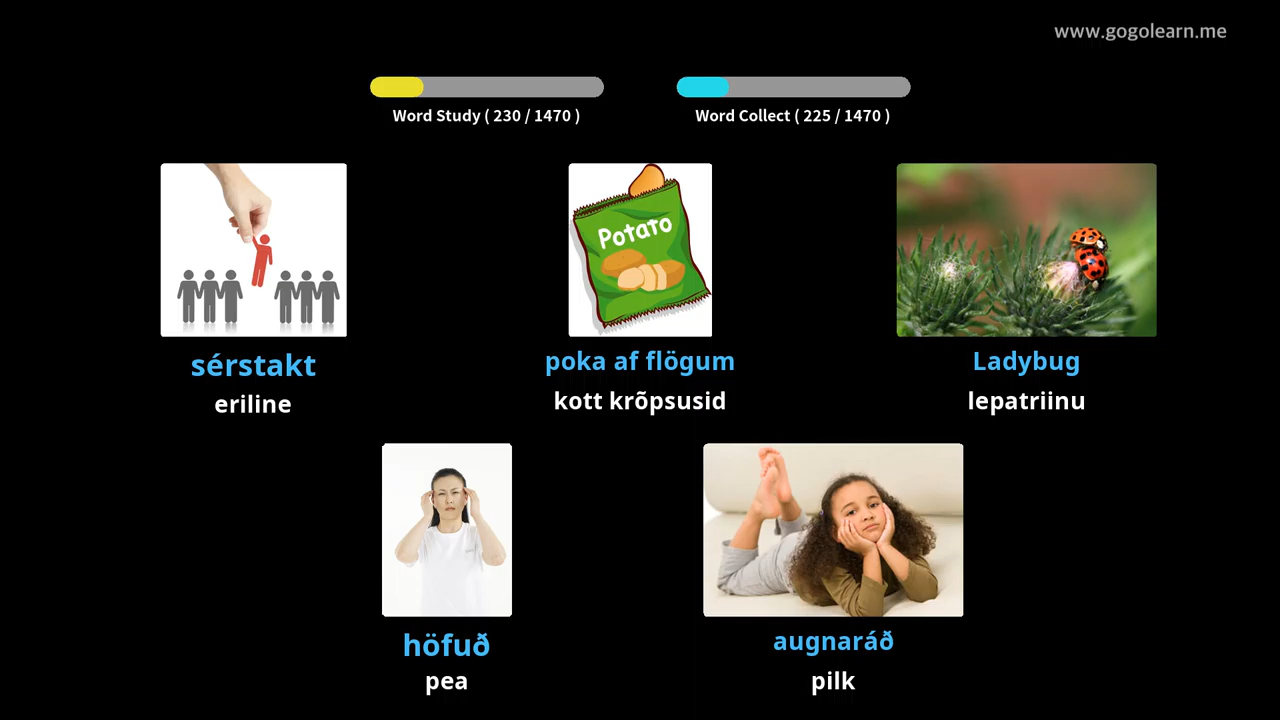 www.gogolearn.me
Word Study ( 230 / 1470 )
Word Collect ( 225 / 1470 )
Potato
sérstakt
poka af flögum
Ladybug
eriline
kott krõpsusid
lepatriinu
höfuð
augnaráð
pea
pilk